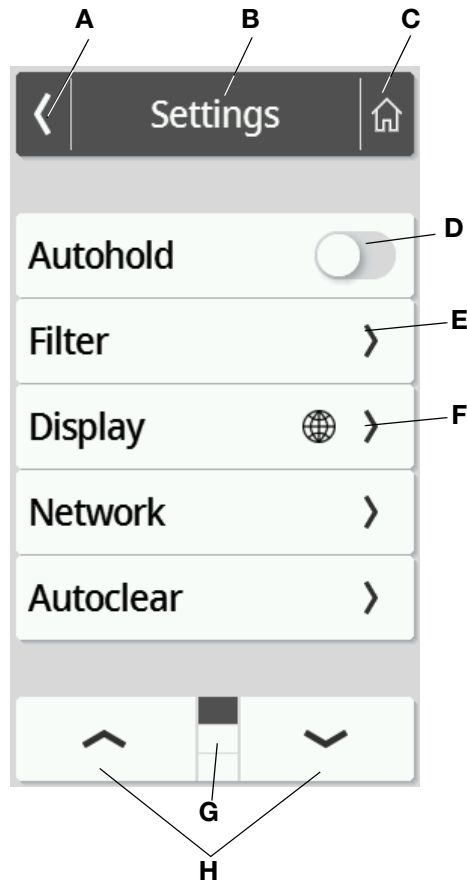 A B C
Settings
D
Autohold
E
Filter
F
Display
Network
Autoclear
G
H